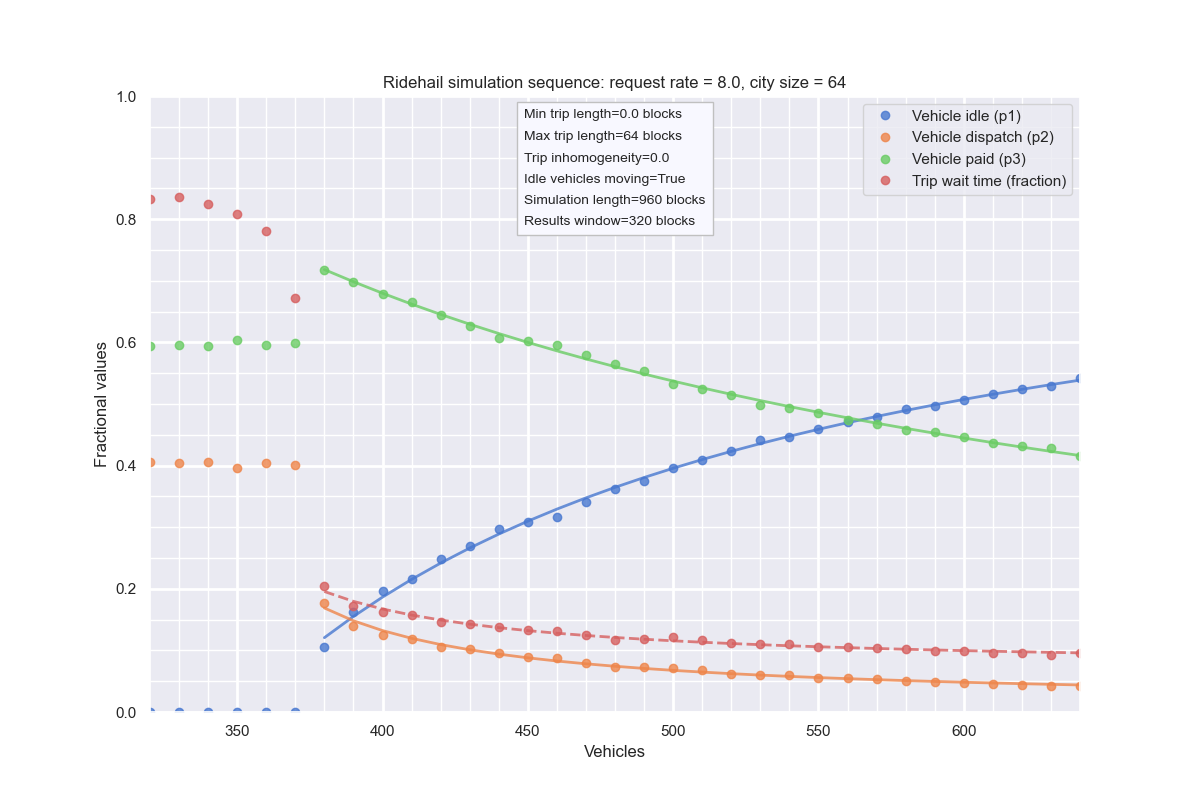 Ridehail simulation sequence: request rate = 8.0, city size = 64
Min trip length=0.0 blocks
Max trip length=64 blocks
Trip inhomogeneity=0.0
Idle vehicles moving=True
Simulation length=960 blocks
Results window=320 blocks
Vehicle idle (p1)
Vehicle dispatch (p2)
Vehicle paid (p3)
Trip wait time (fraction)
Fractional values
1.0
0.8
0.6
0.4
0.2
0.0
350 400 450 500 550 600
Vehicles